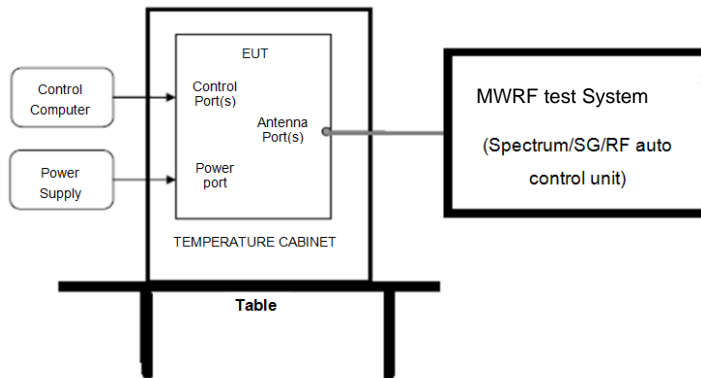 EUT
Control
Computer
Control
Port(s)
Antenna
Port(s)
Power
Supply
Power
port
TEMPERATURE CABINET
Table
MWRF test System
(Spectrum/SG/RF auto
control unit)